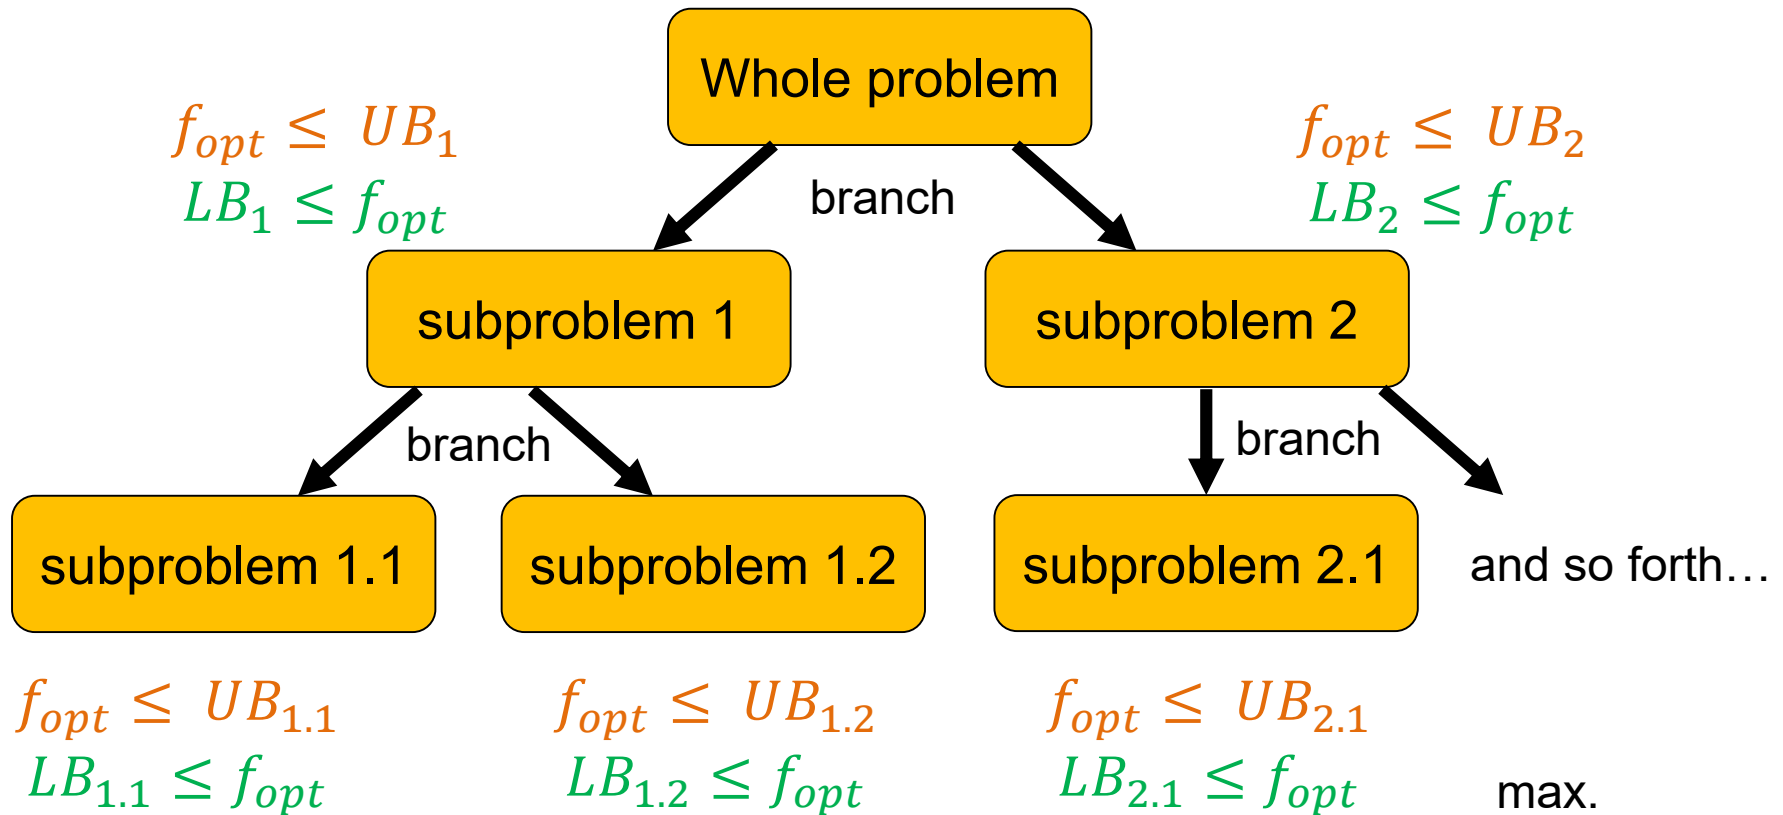 Whole problem
f_opt ≤ UB_1
LB_1 ≤ f_opt
branch
f_opt ≤ UB_2
LB_2 ≤ f_opt
subproblem 1
subproblem 2
branch
branch
subproblem 1.1
subproblem 1.2
subproblem 2.1
and so forth…
f_opt ≤ UB_1.1
LB_1.1 ≤ f_opt
f_opt ≤ UB_1.2
LB_1.2 ≤ f_opt
f_opt ≤ UB_2.1
LB_2.1 ≤ f_opt
max.